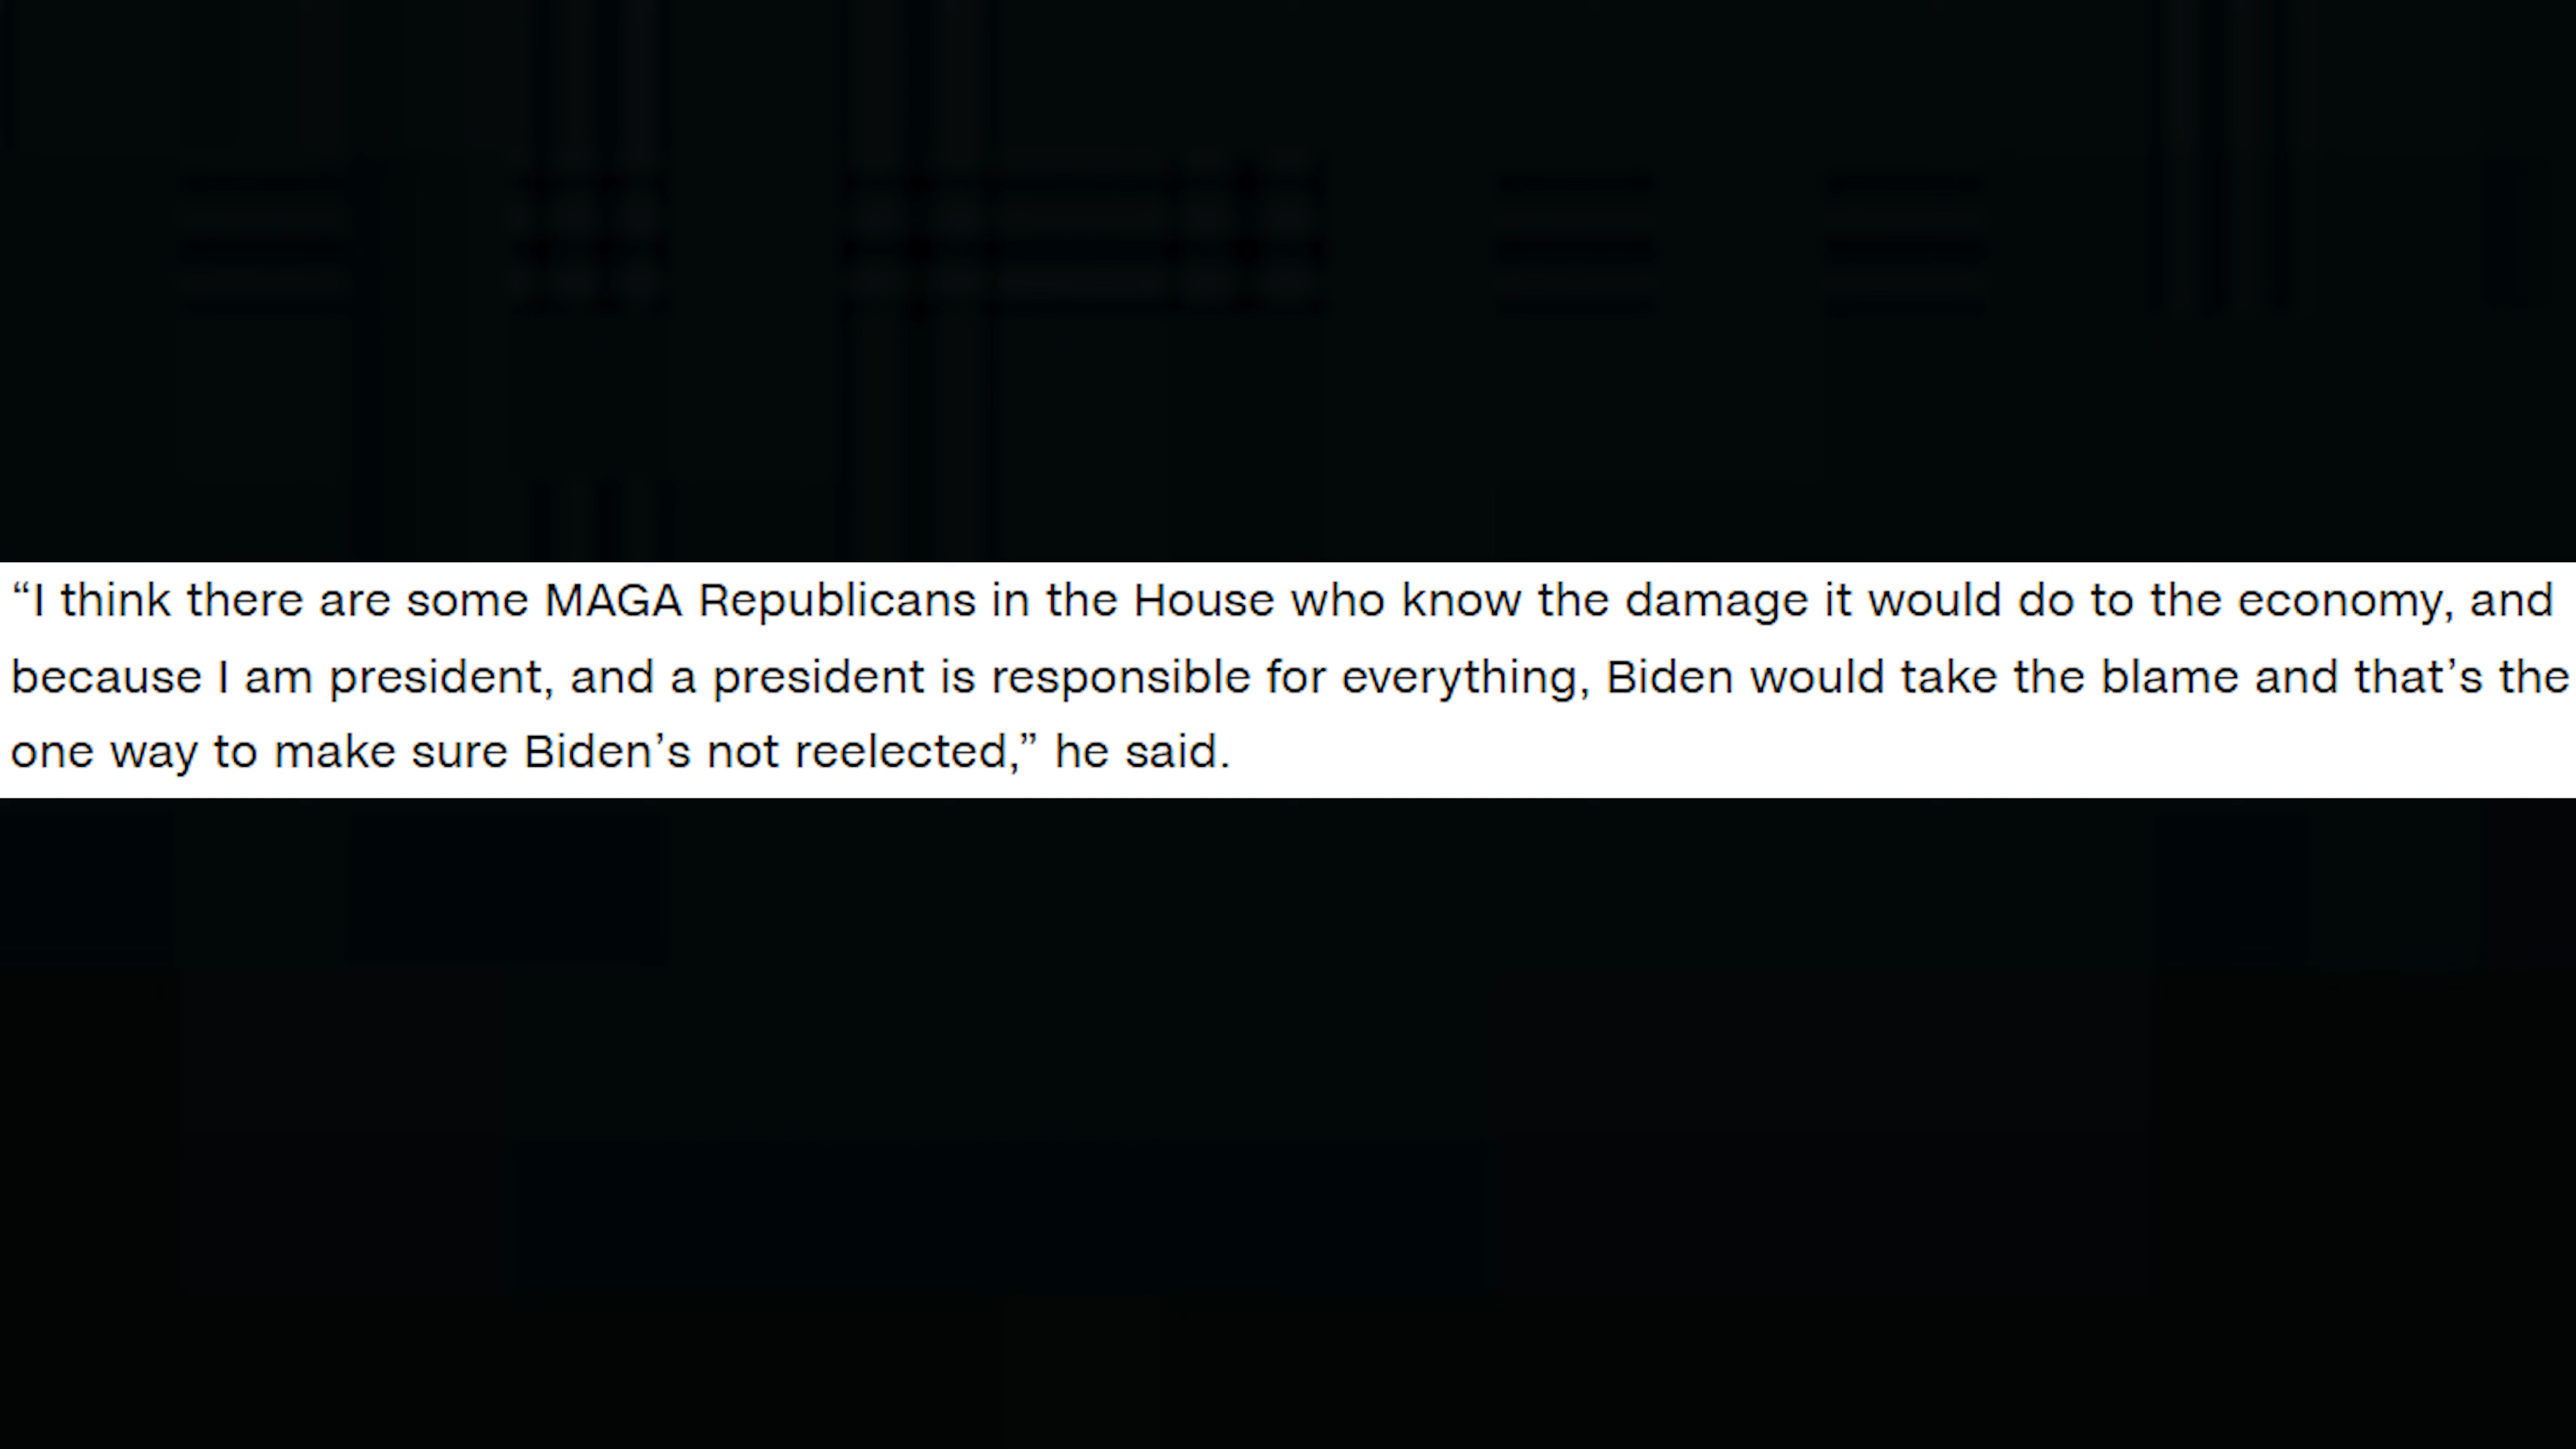 “I think there are some MAGA Republicans in the House who know the damage it would do to the economy, and
because I am president, and a president is responsible for everything, Biden would take the blame and that’s the
one way to make sure Biden’s not reelected,” he said.